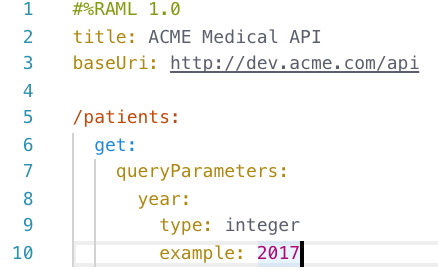 1 #%RAML 1.0
2 title: ACME Medical API
3 baseUri: http://dev.acme.com/api
4
5 /patients:
6   get:
7     queryParameters:
8       year:
9         type: integer
10         example: 2017